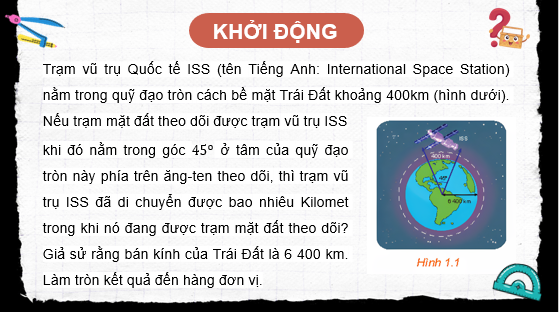 KHỞI ĐỘNG
Trạm vũ trụ Quốc tế ISS (tên Tiếng Anh: International Space Station)
nằm trong quỹ đạo tròn cách bề mặt Trái Đất khoảng 400km (hình dưới).
Nếu trạm mặt đất theo dõi được trạm vũ trụ ISS
khi đó nằm trong góc 45° ở tâm của quỹ đạo
tròn này phía trên ăng-ten theo dõi, thì trạm vũ
trụ ISS đã di chuyển được bao nhiêu Kilomet
trong khi nó đang được trạm mặt đất theo dõi?
Giả sử rằng bán kính của Trái Đất là 6 400 km.
Làm tròn kết quả đến hàng đơn vị.
400 km
45°
6 400 km
Hình 1.1